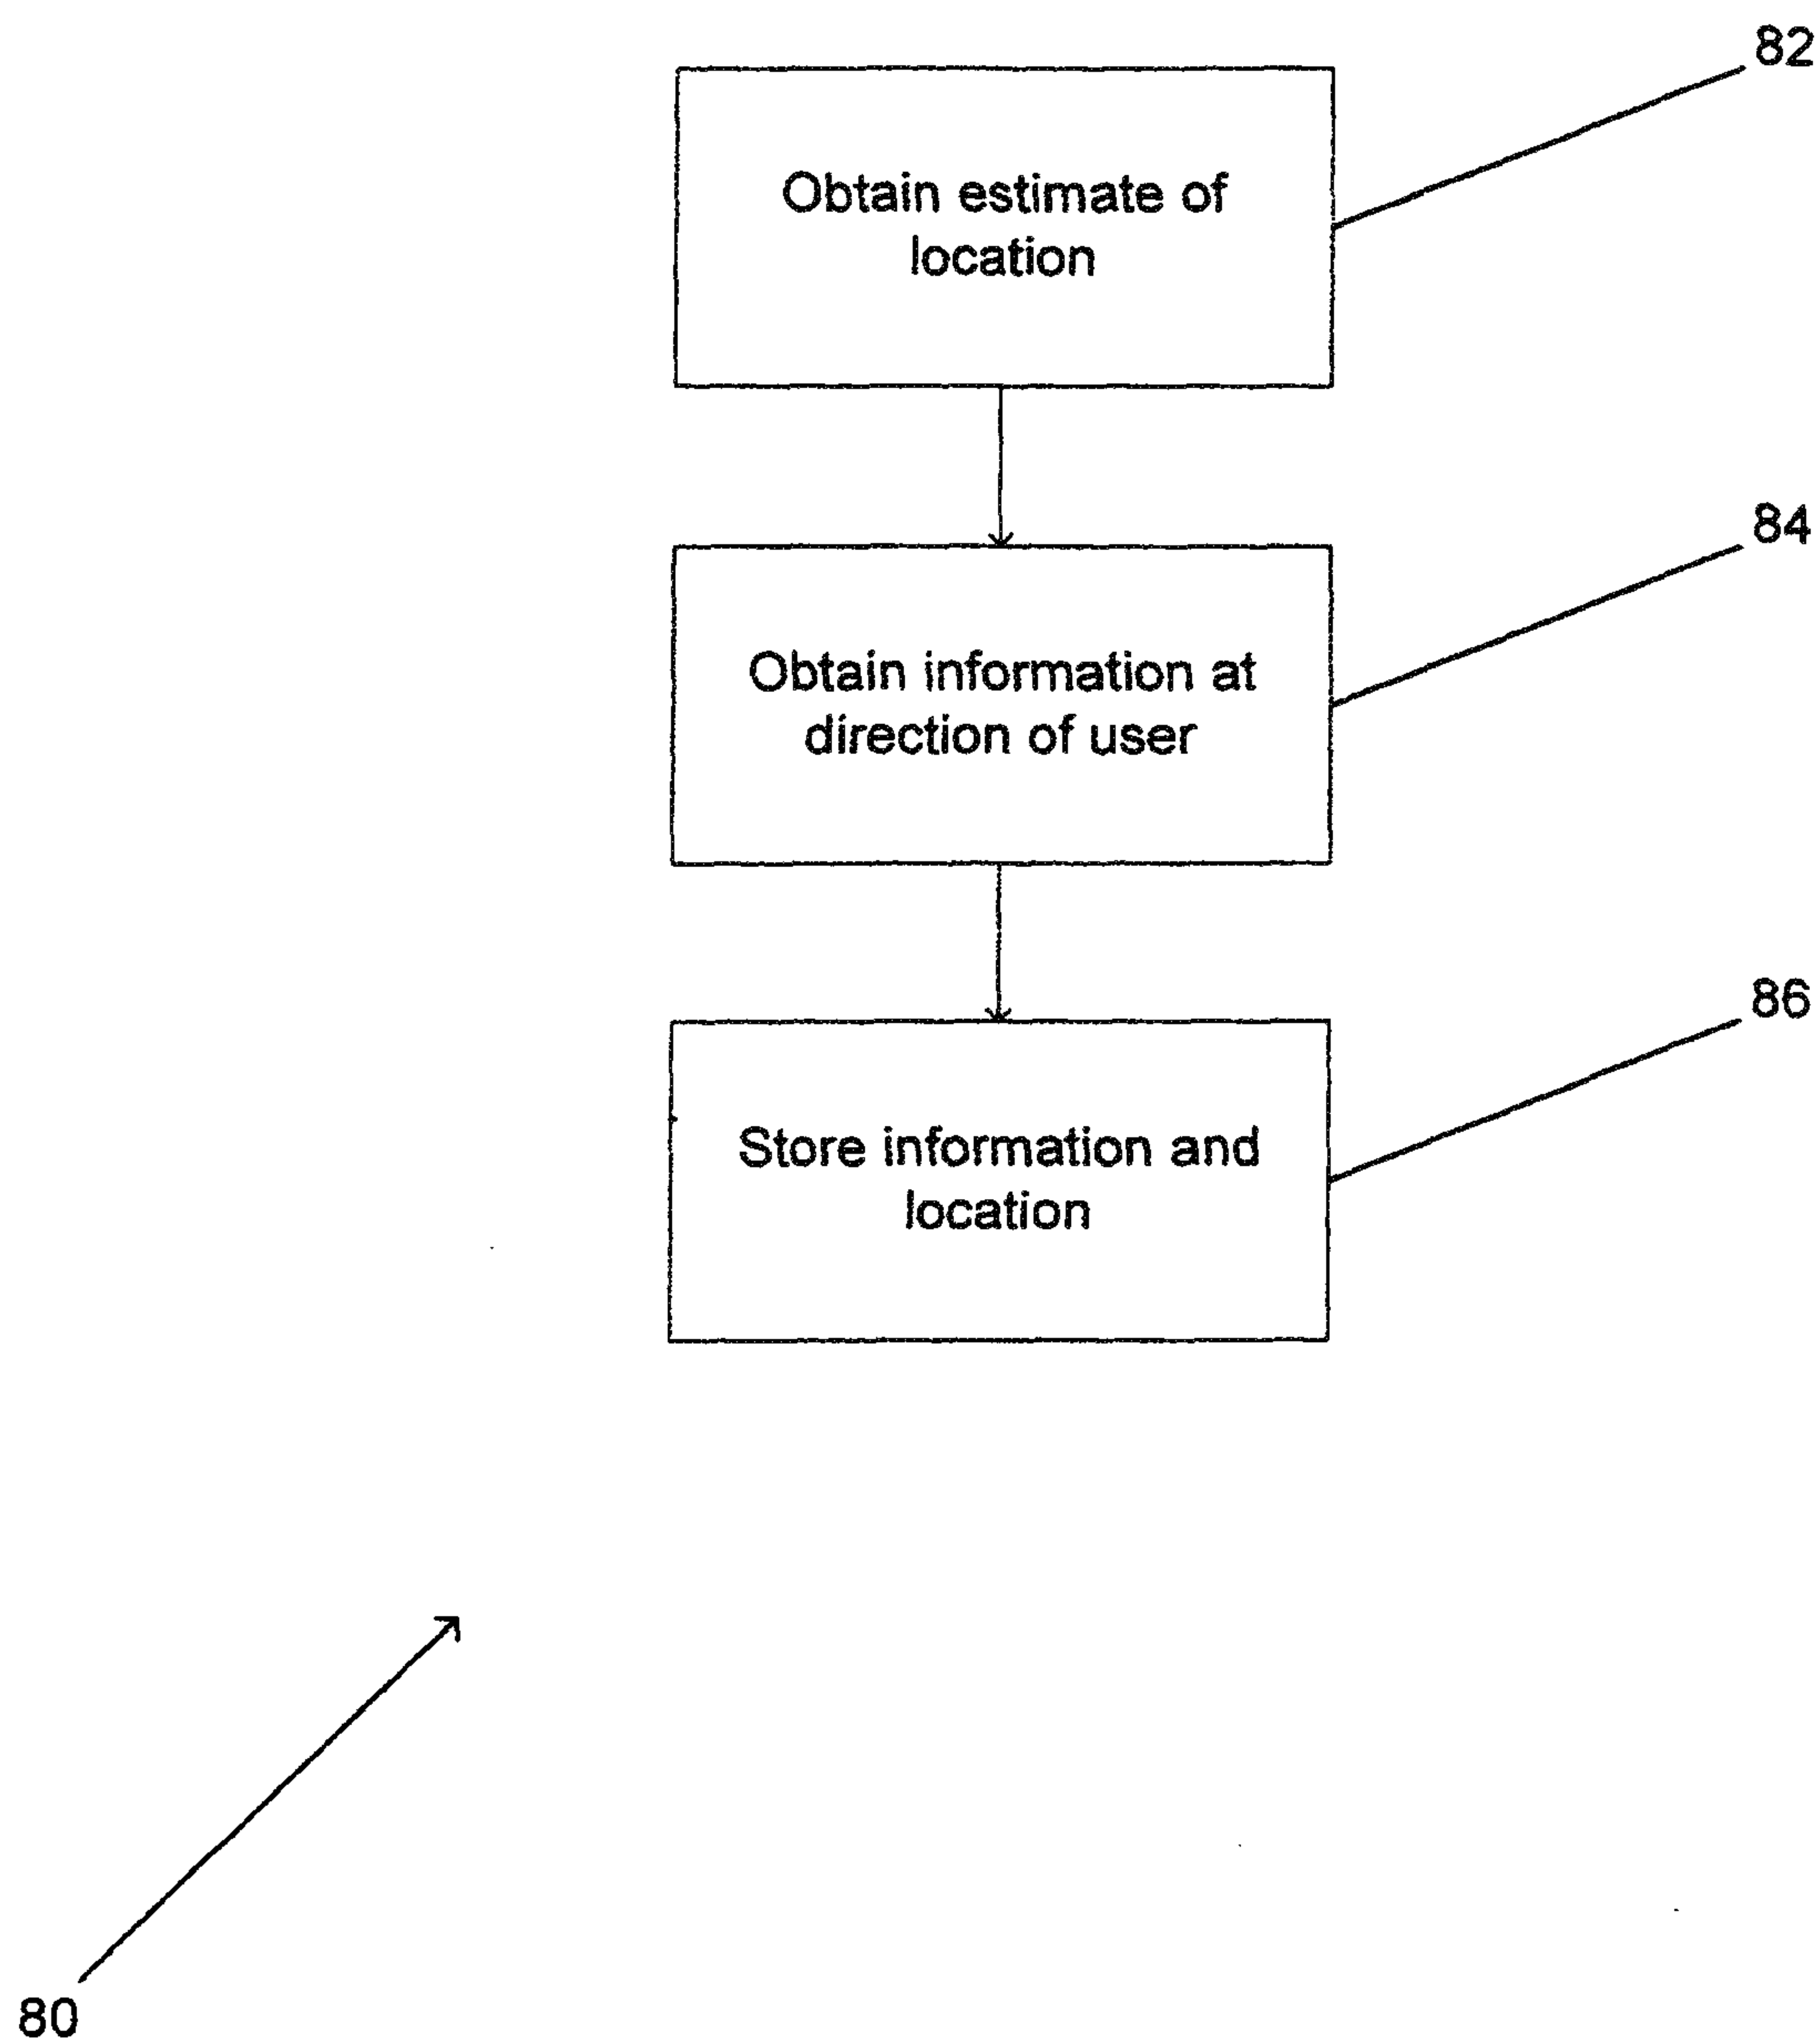 82
Obtain estimate of
location
84
Obtain information at
direction of user
86
Store information and
location
80